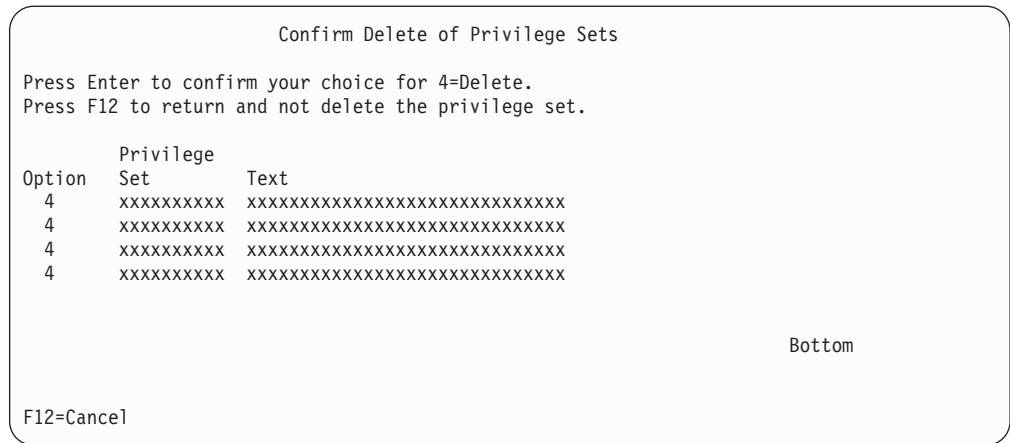 Confirm Delete of Privilege Sets
Press Enter to confirm your choice for 4=Delete.
Press F12 to return and not delete the privilege set.
Privilege
Option Set Text
4 xxxxxxxxxx xxxxxxxxxxxxxxxxxxxxxxxxxxxxxx
4 xxxxxxxxxx xxxxxxxxxxxxxxxxxxxxxxxxxxxxxx
4 xxxxxxxxxx xxxxxxxxxxxxxxxxxxxxxxxxxxxxxx
4 xxxxxxxxxx xxxxxxxxxxxxxxxxxxxxxxxxxxxxxx
Bottom
F12=Cancel